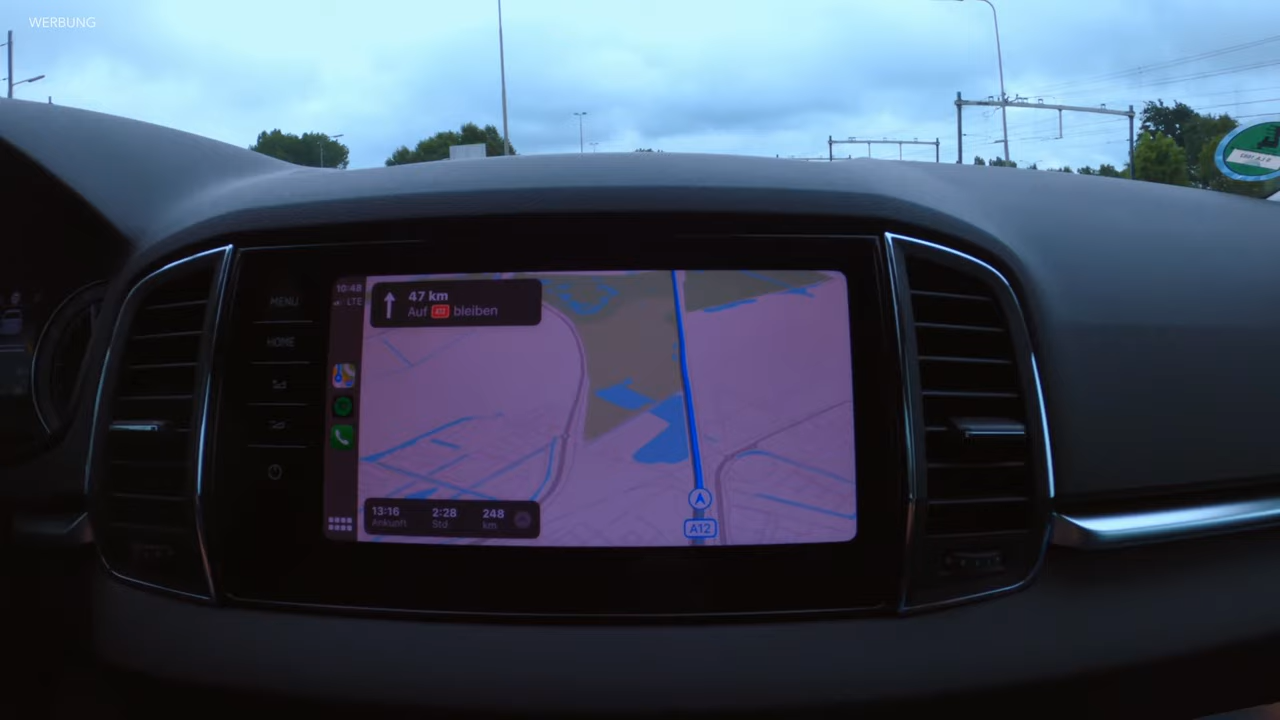 WERBUNG
MENU
HOME
10:48
LTE
47 km
Auf A12 bleiben
13:16 2:28 248
Ankunft Std km
A12